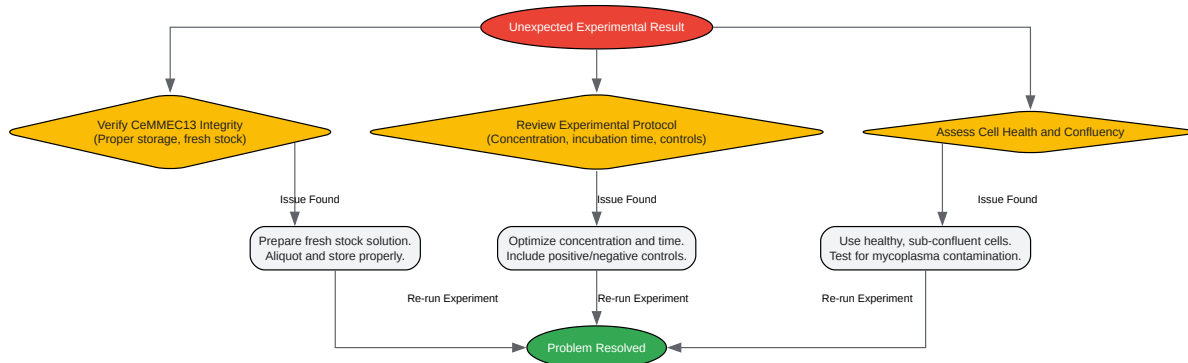 Unexpected Experimental Result
Verify CeMMEC13 Integrity
(Proper storage, fresh stock)
Review Experimental Protocol
(Concentration, incubation time, controls)
Assess Cell Health and Confluency
Issue Found
Issue Found
Issue Found
Prepare fresh stock solution.
Aliquot and store properly.
Optimize concentration and time.
Include positive/negative controls.
Use healthy, sub-confluent cells.
Test for mycoplasma contamination.
Re-run Experiment
Re-run Experiment
Re-run Experiment
Problem Resolved